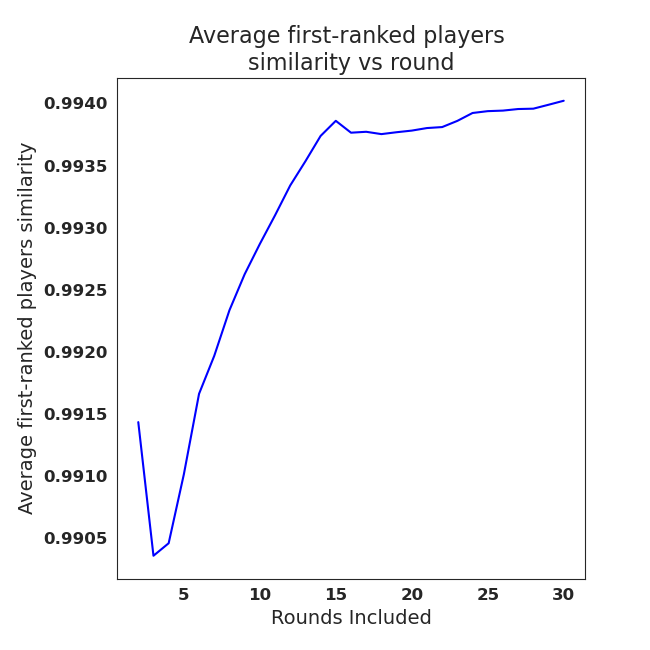 Average first-ranked players
similarity vs round
Average first-ranked players similarity
0.9940
0.9935
0.9930
0.9925
0.9920
0.9915
0.9910
0.9905
5 10 15 20 25 30
Rounds Included